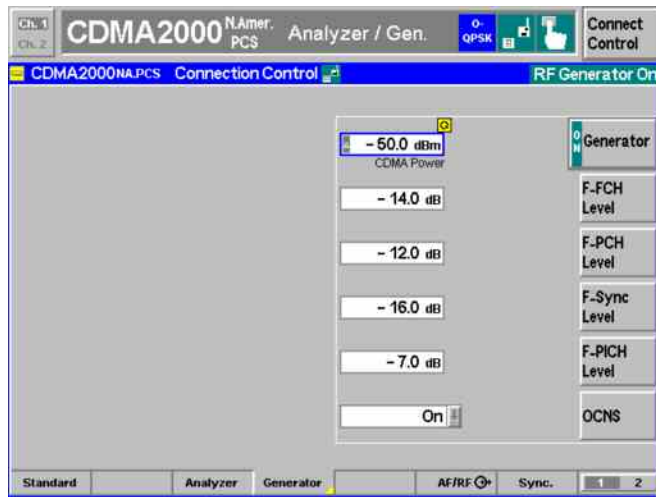 Ch. 1
Ch. 2
CDMA2000 N.Amer. PCS Analyzer / Gen.
O-QPSK
Connect Control
CDMA2000NA.PCS Connection Control
RF Generator On
- 50.0 dBm
Q
CDMA Power
ON
Generator
- 14.0 dB
F-FCH Level
- 12.0 dB
F-PCH Level
- 16.0 dB
F-Sync Level
- 7.0 dB
F-PICH Level
On
OCNS
Standard Analyzer Generator AF/RF Sync. 1 2